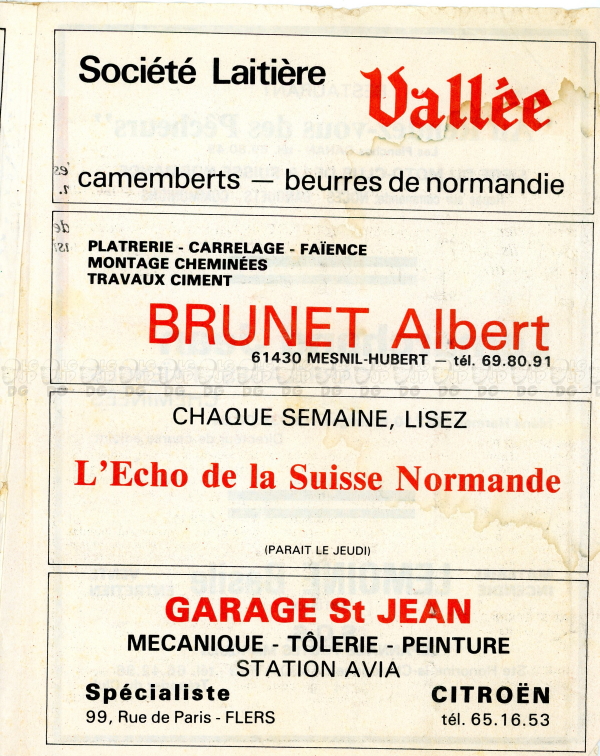 Société Laitière Vallée
camemberts — beurres de normandie
PLATRERIE - CARRELAGE - FAÏENCE
MONTAGE CHEMINÉES
TRAVAUX CIMENT
BRUNET Albert
61430 MESNIL-HUBERT — tél. 69.80.91
CHAQUE SEMAINE, LISEZ
L'Echo de la Suisse Normande
(PARAIT LE JEUDI)
GARAGE St JEAN
MECANIQUE - TÔLERIE - PEINTURE
STATION AVIA
Spécialiste CITROËN
99, Rue de Paris - FLERS tél. 65.16.53